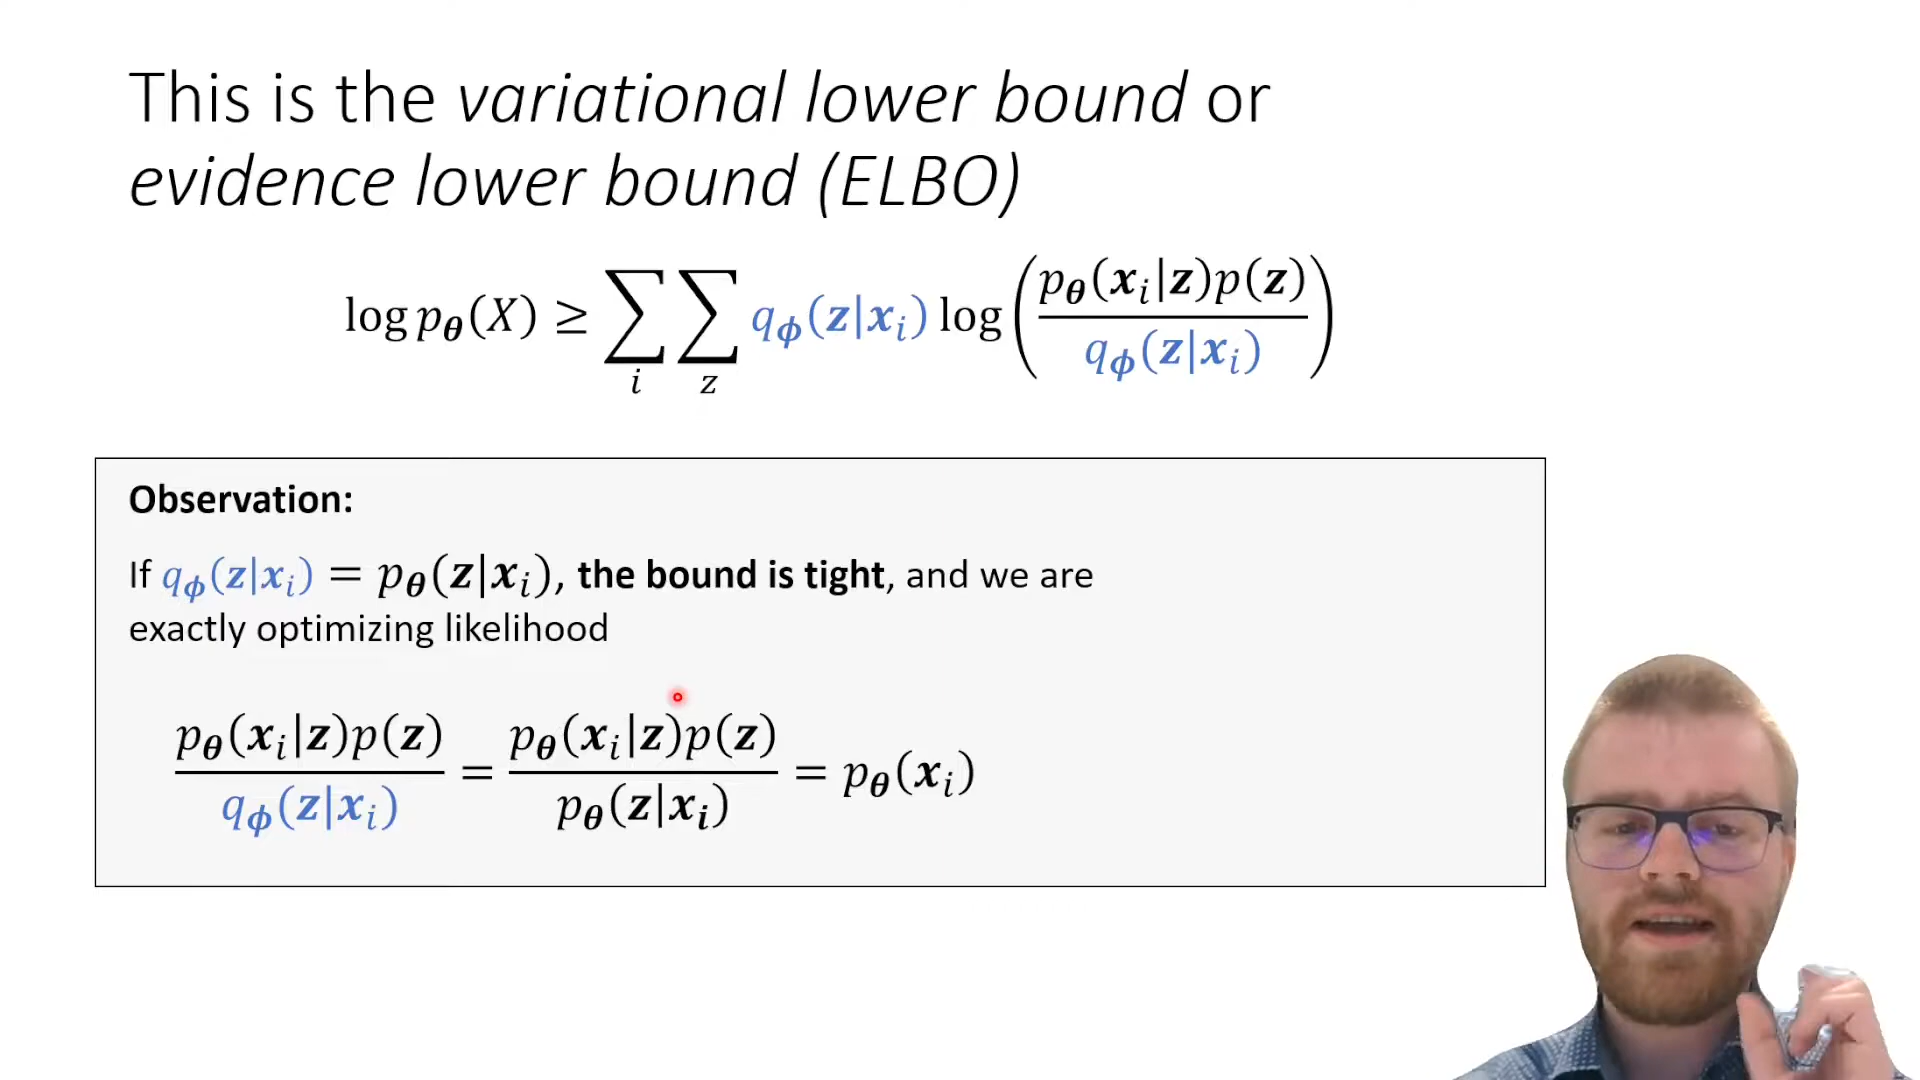 This is the variational lower bound or
evidence lower bound (ELBO)
log p_θ(X) ≥ ∑_i ∑_z q_ϕ(z|x_i) log( p_θ(x_i|z)p(z) / q_ϕ(z|x_i) )
Observation:
If q_ϕ(z|x_i) = p_θ(z|x_i), the bound is tight, and we are
exactly optimizing likelihood
p_θ(x_i|z)p(z) / q_ϕ(z|x_i) = p_θ(x_i|z)p(z) / p_θ(z|x_i) = p_θ(x_i)